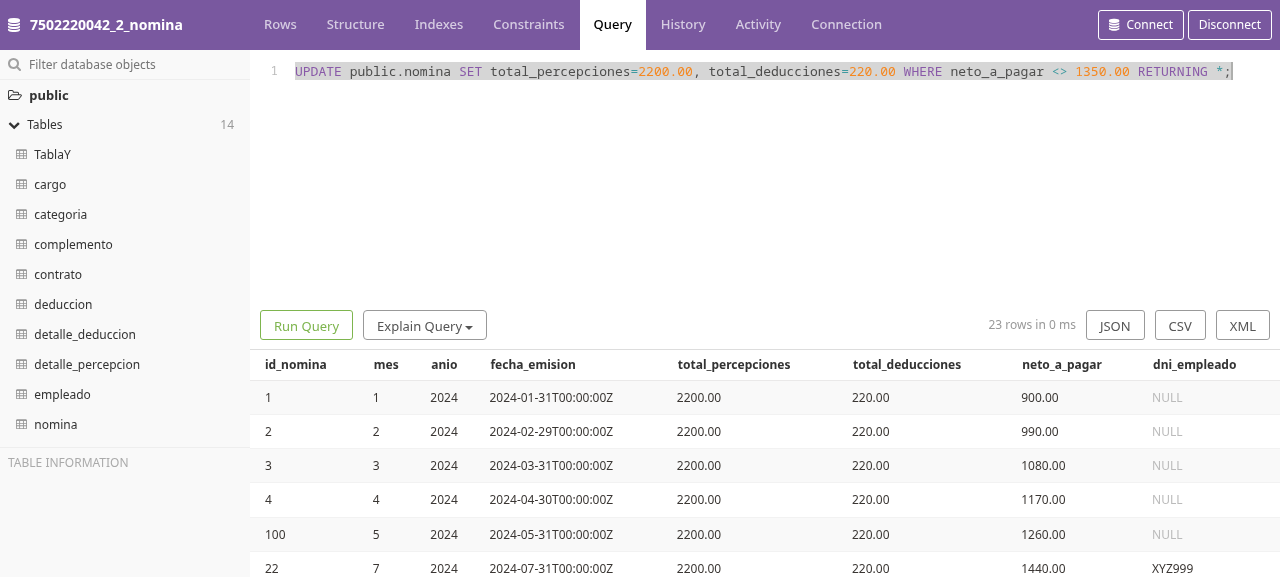 7502220042_2_nomina Rows Structure Indexes Constraints Query History Activity Connection Connect Disconnect
Filter database objects
public
Tables 14
TablaY
cargo
categoria
complemento
contrato
deduccion
detalle_deduccion
detalle_percepcion
empleado
nomina
TABLE INFORMATION
1 UPDATE public.nomina SET total_percepciones=2200.00, total_deducciones=220.00 WHERE neto_a_pagar <> 1350.00 RETURNING *;
Run Query Explain Query 23 rows in 0 ms JSON CSV XML
id_nomina mes anio fecha_emision total_percepciones total_deducciones neto_a_pagar dni_empleado
1 1 2024 2024-01-31T00:00:00Z 2200.00 220.00 900.00 NULL
2 2 2024 2024-02-29T00:00:00Z 2200.00 220.00 990.00 NULL
3 3 2024 2024-03-31T00:00:00Z 2200.00 220.00 1080.00 NULL
4 4 2024 2024-04-30T00:00:00Z 2200.00 220.00 1170.00 NULL
100 5 2024 2024-05-31T00:00:00Z 2200.00 220.00 1260.00 NULL
22 7 2024 2024-07-31T00:00:00Z 2200.00 220.00 1440.00 XYZ999